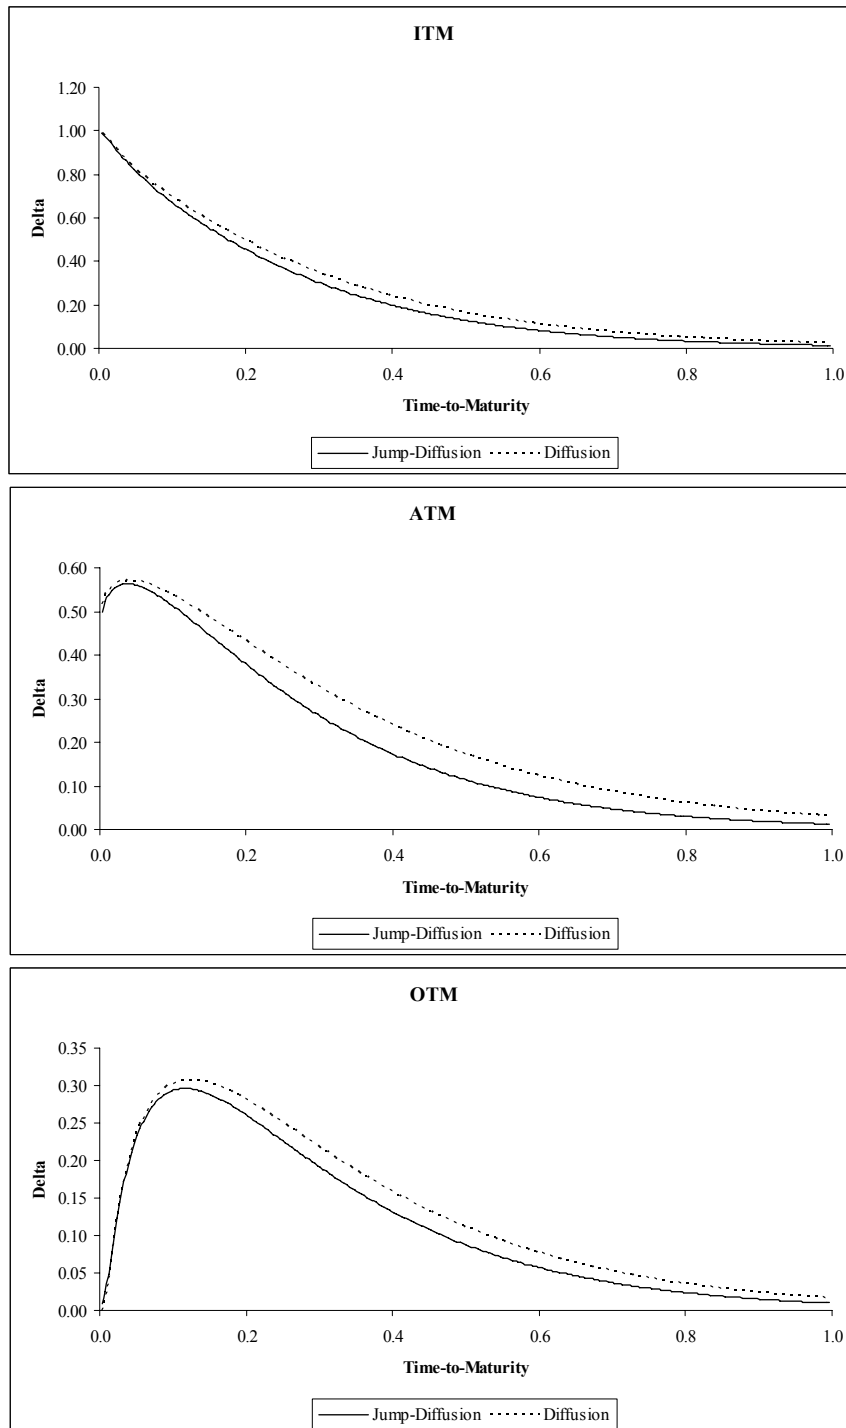 ITM
1.20
1.00
0.80
0.60
0.40
0.20
0.00
Delta
0.0 0.2 0.4 0.6 0.8 1.0
Time-to-Maturity
Jump-Diffusion Diffusion
ATM
0.60
0.50
0.40
0.30
0.20
0.10
0.00
Delta
0.0 0.2 0.4 0.6 0.8 1.0
Time-to-Maturity
Jump-Diffusion Diffusion
OTM
0.35
0.30
0.25
0.20
0.15
0.10
0.05
0.00
Delta
0.0 0.2 0.4 0.6 0.8 1.0
Time-to-Maturity
Jump-Diffusion Diffusion